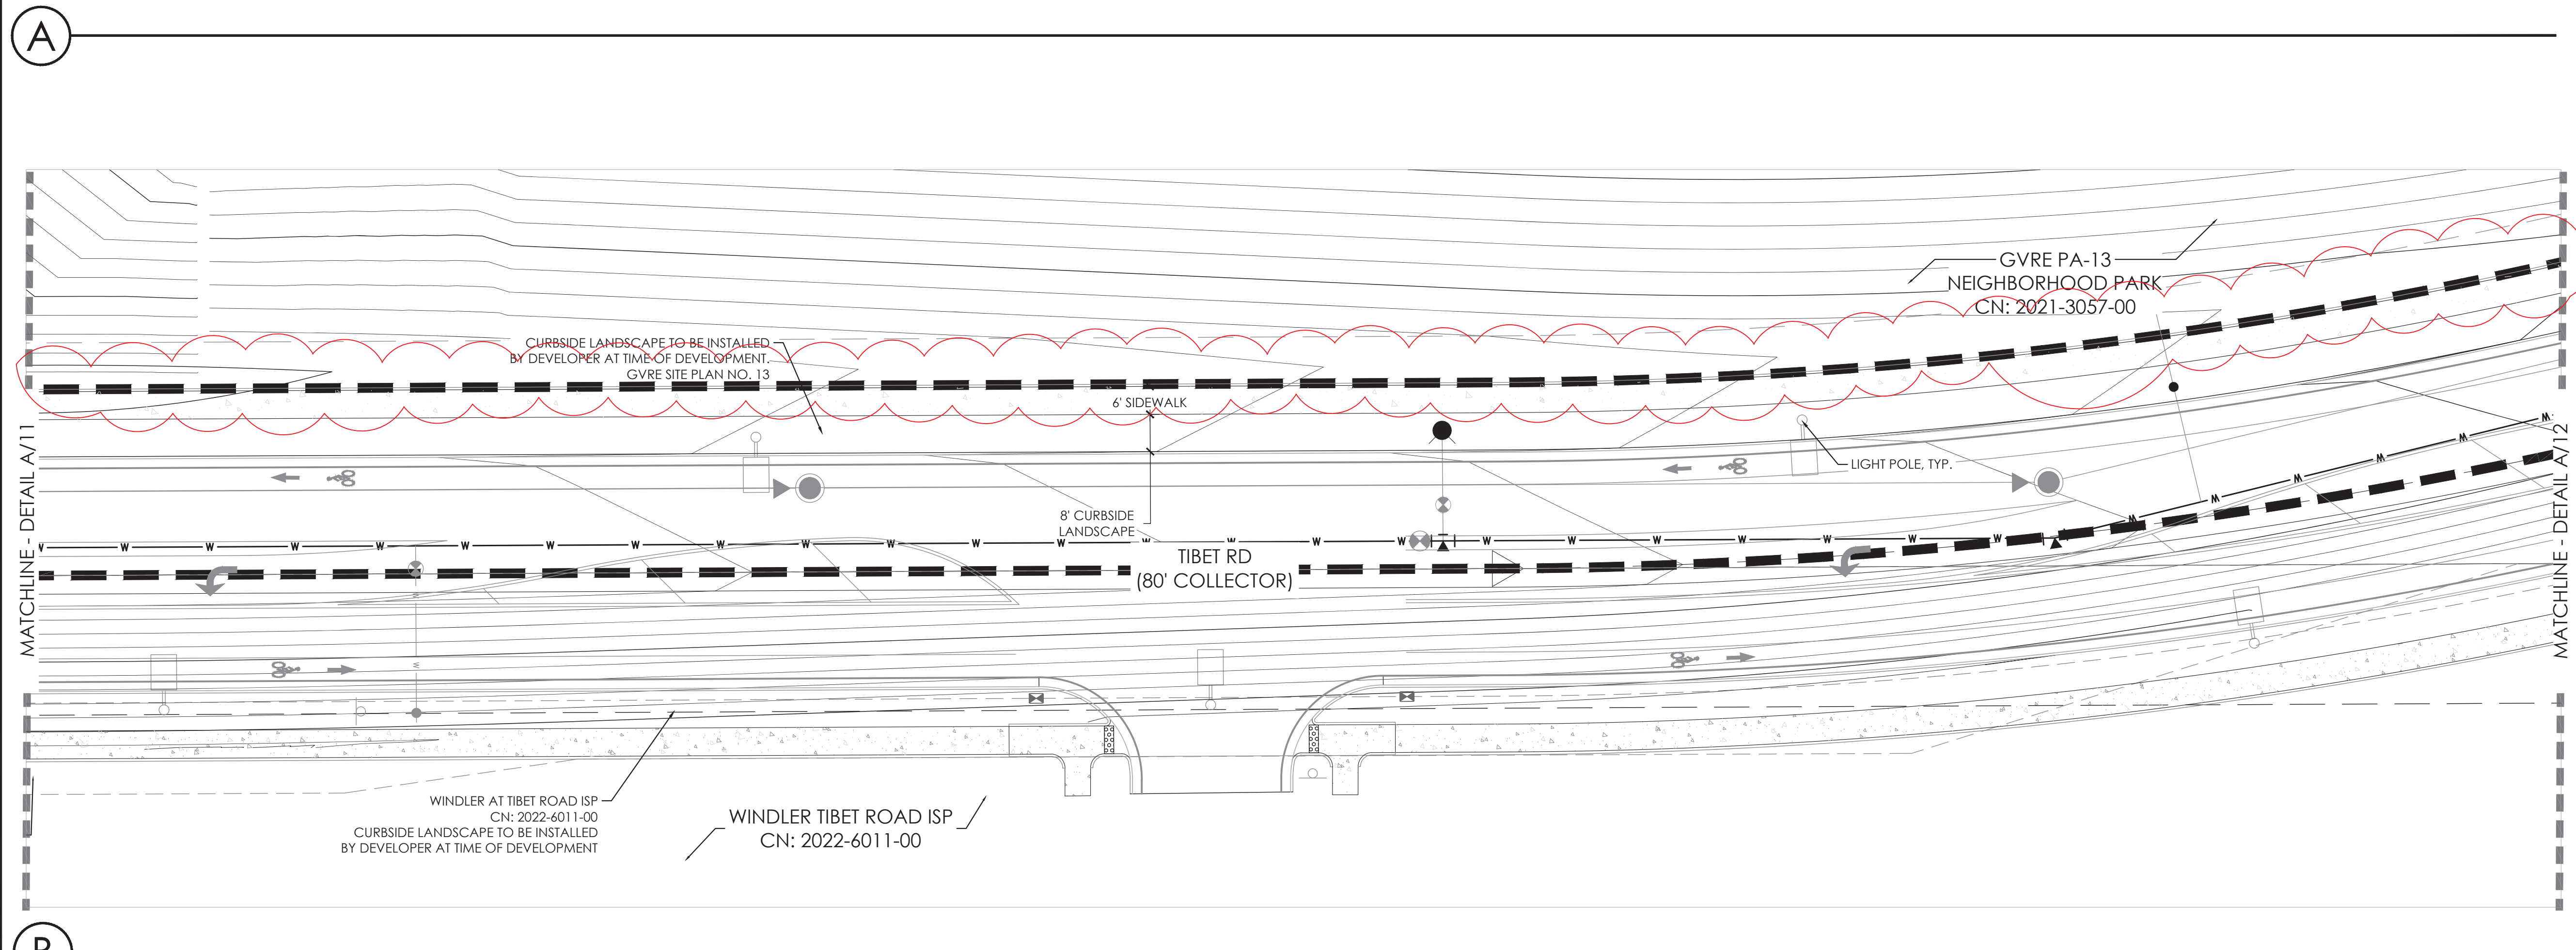 A
GVRE PA-13
NEIGHBORHOOD PARK
CN: 2021-3057-00
CURBSIDE LANDSCAPE TO BE INSTALLED
BY DEVELOPER AT TIME OF DEVELOPMENT.
GVRE SITE PLAN NO. 13
6' SIDEWALK
LIGHT POLE, TYP.
8' CURBSIDE
LANDSCAPE
MATCHLINE - DETAIL A/11
MATCHLINE - DETAIL A/12
W W W W W W W W W W W W W W W W W W W W W W W W W W W W W W
TIBET RD
(80' COLLECTOR)
WINDLER AT TIBET ROAD ISP
CN: 2022-6011-00
CURBSIDE LANDSCAPE TO BE INSTALLED
BY DEVELOPER AT TIME OF DEVELOPMENT
WINDLER TIBET ROAD ISP
CN: 2022-6011-00